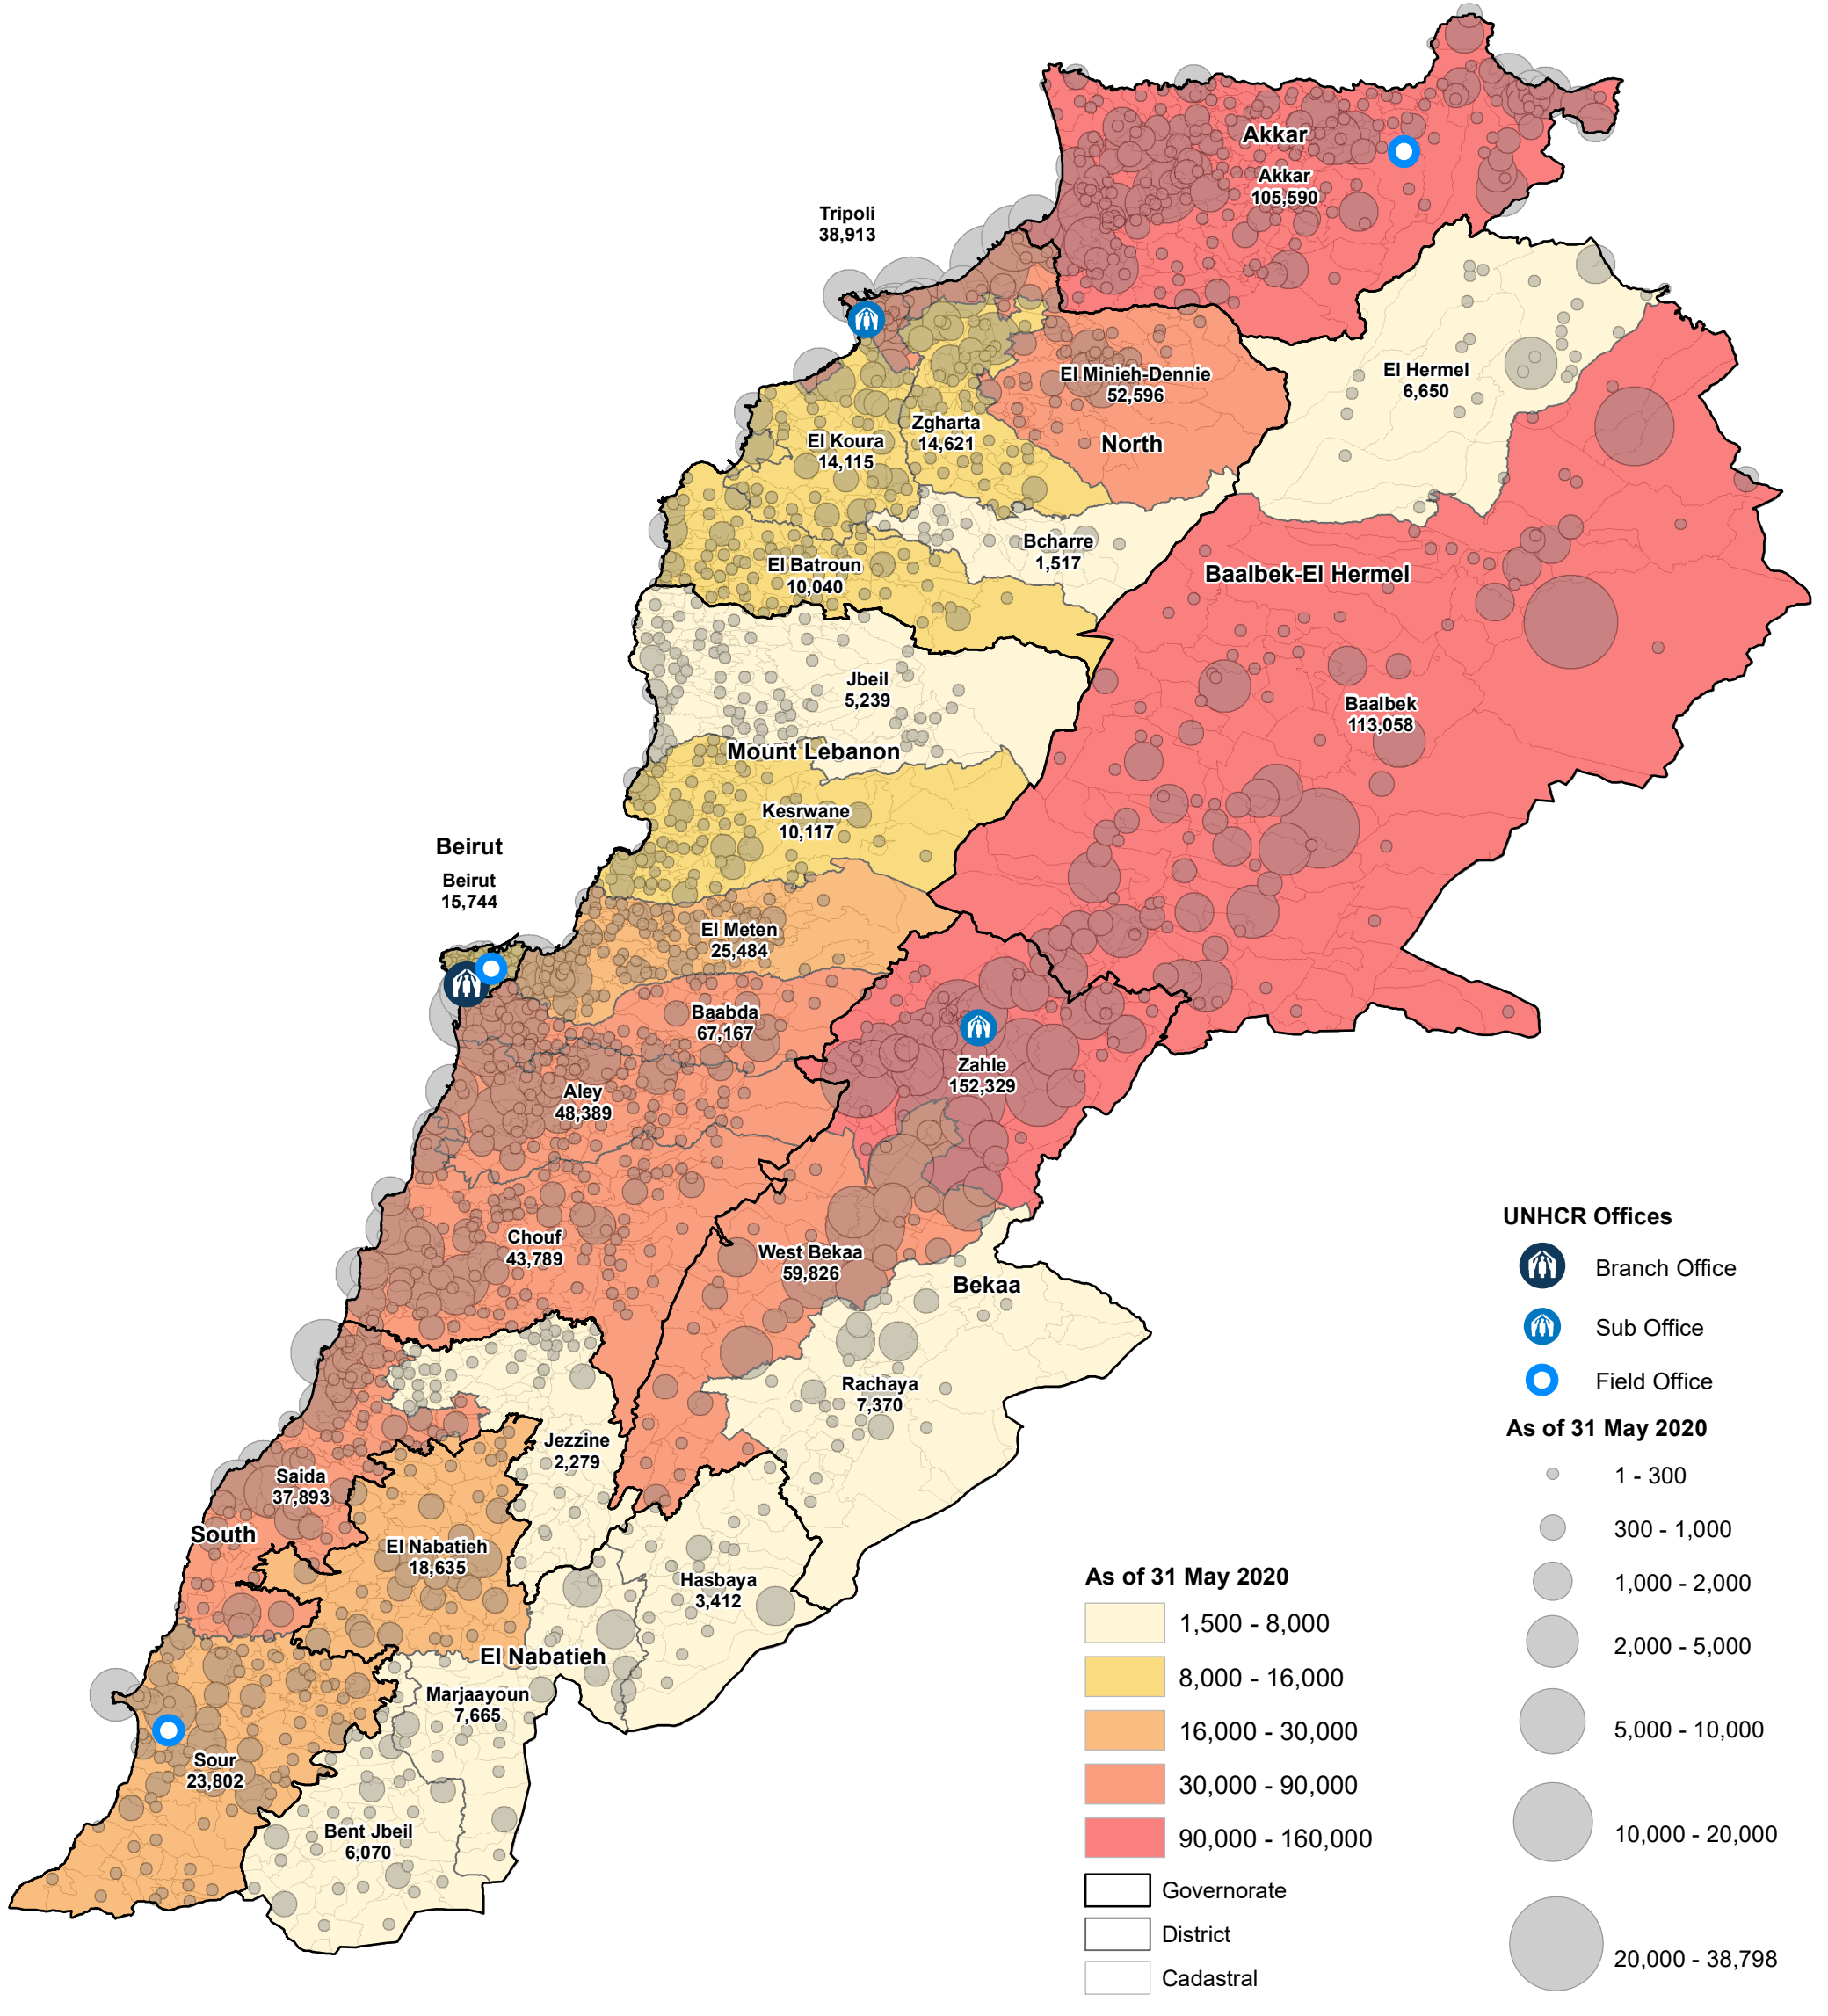 Akkar
Akkar
105,590
Tripoli
38,913
El Minieh-Dennie
52,596
El Hermel
6,650
Zgharta
14,621
El Koura
14,115
North
Bcharre
1,517
El Batroun
10,040
Baalbek-El Hermel
Jbeil
5,239
Baalbek
113,058
Mount Lebanon
Kesrwane
10,117
Beirut
Beirut
15,744
El Meten
25,484
Baabda
67,167
Zahle
152,329
Aley
48,389
Chouf
43,789
West Bekaa
59,826
Bekaa
Rachaya
7,370
Jezzine
2,279
Saida
37,893
South
El Nabatieh
18,635
Hasbaya
3,412
El Nabatieh
Marjaayoun
7,665
Sour
23,802
Bent Jbeil
6,070
UNHCR Offices
Branch Office
Sub Office
Field Office
As of 31 May 2020
1 - 300
300 - 1,000
1,000 - 2,000
2,000 - 5,000
5,000 - 10,000
10,000 - 20,000
20,000 - 38,798
As of 31 May 2020
1,500 - 8,000
8,000 - 16,000
16,000 - 30,000
30,000 - 90,000
90,000 - 160,000
Governorate
District
Cadastral